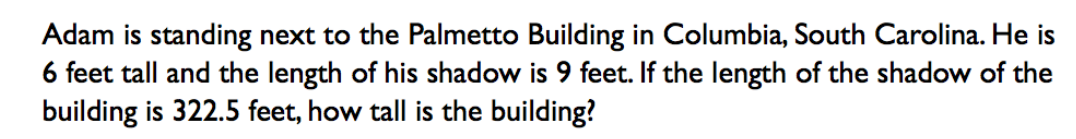 Adam is standing next to the Palmetto Building in Columbia, South Carolina. He is
6 feet tall and the length of his shadow is 9 feet. If the length of the shadow of the
building is 322.5 feet, how tall is the building?